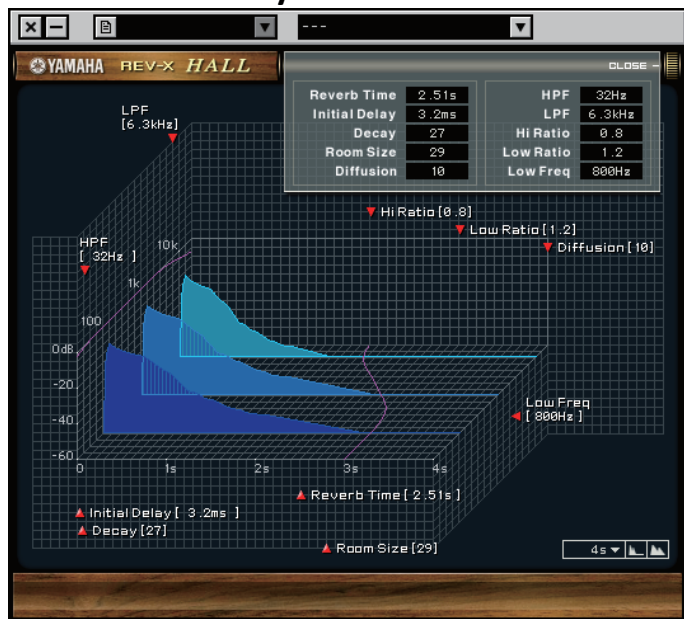 ---
YAMAHA REV-X HALL
CLOSE
Reverb Time 2.51s HPF 32Hz
Initial Delay 3.2ms LPF 6.3kHz
Decay 27 Hi Ratio 0.8
Room Size 29 Low Ratio 1.2
Diffusion 10 Low Freq 800Hz
LPF
[6.3kHz]
Hi Ratio [0.8]
Low Ratio [1.2]
Diffusion [10]
HPF
[ 32Hz ]
10k
1k
100
0dB
-20
-40
-60
0 1s 2s 3s 4s
Low Freq
[ 800Hz ]
Reverb Time [ 2.51s ]
Initial Delay [ 3.2ms ]
Decay [27]
Room Size [29]
4s